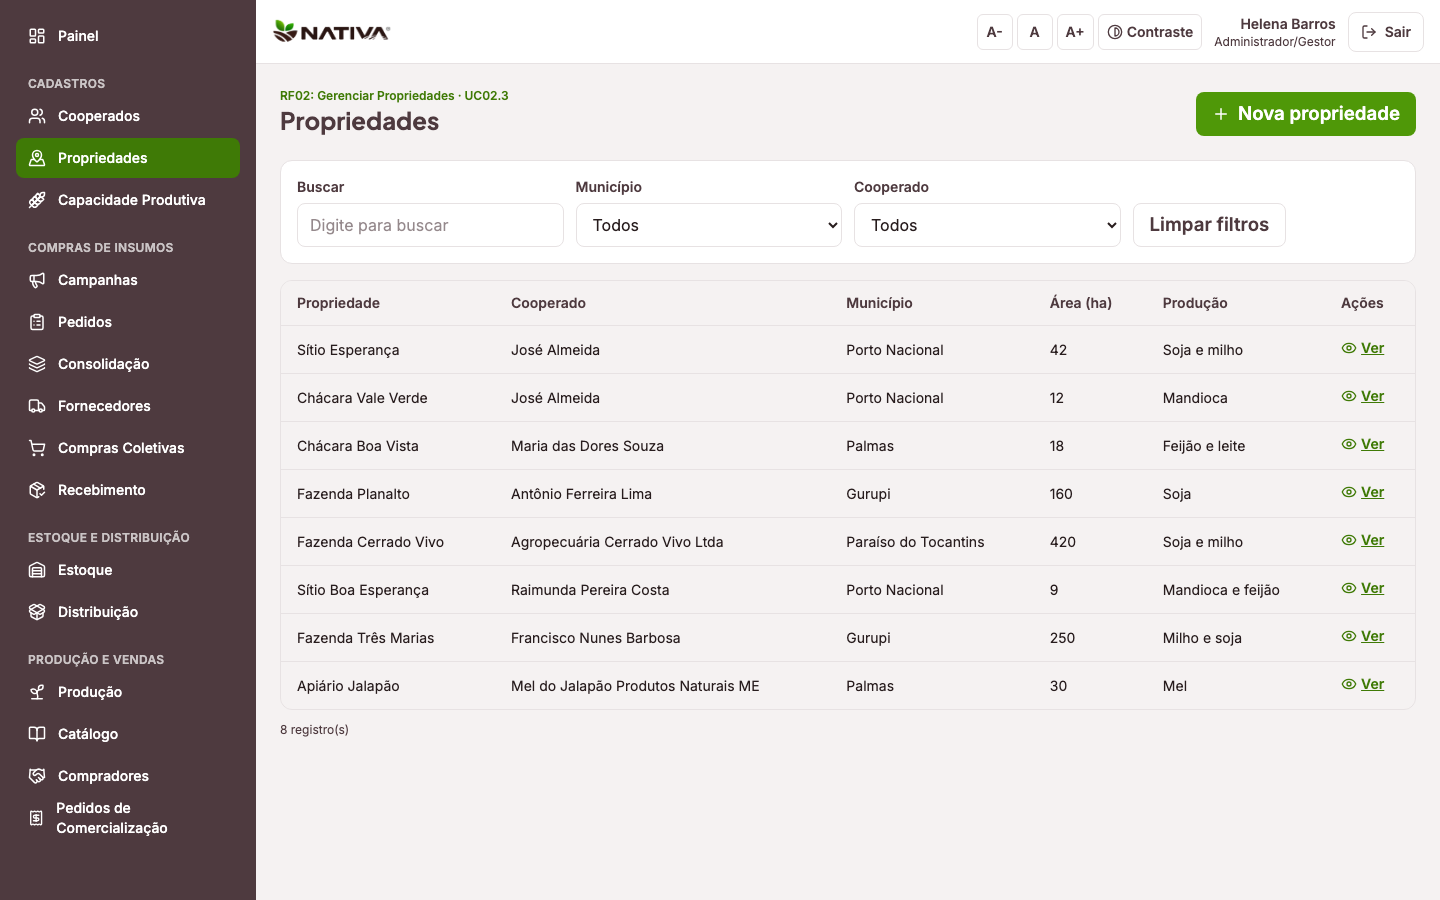 Painel
CADASTROS
Cooperados
Propriedades
Capacidade Produtiva
COMPRAS DE INSUMOS
Campanhas
Pedidos
Consolidação
Fornecedores
Compras Coletivas
Recebimento
ESTOQUE E DISTRIBUIÇÃO
Estoque
Distribuição
PRODUÇÃO E VENDAS
Produção
Catálogo
Compradores
Pedidos de
Comercialização
NATIVA
A- A A+ Contraste
Helena Barros
Administrador/Gestor
Sair
RF02: Gerenciar Propriedades · UC02.3
Propriedades
+ Nova propriedade
Buscar Município Cooperado
Digite para buscar Todos Todos Limpar filtros
Propriedade Cooperado Município Área (ha) Produção Ações
Sítio Esperança José Almeida Porto Nacional 42 Soja e milho Ver
Chácara Vale Verde José Almeida Porto Nacional 12 Mandioca Ver
Chácara Boa Vista Maria das Dores Souza Palmas 18 Feijão e leite Ver
Fazenda Planalto Antônio Ferreira Lima Gurupi 160 Soja Ver
Fazenda Cerrado Vivo Agropecuária Cerrado Vivo Ltda Paraíso do Tocantins 420 Soja e milho Ver
Sítio Boa Esperança Raimunda Pereira Costa Porto Nacional 9 Mandioca e feijão Ver
Fazenda Três Marias Francisco Nunes Barbosa Gurupi 250 Milho e soja Ver
Apiário Jalapão Mel do Jalapão Produtos Naturais ME Palmas 30 Mel Ver
8 registro(s)